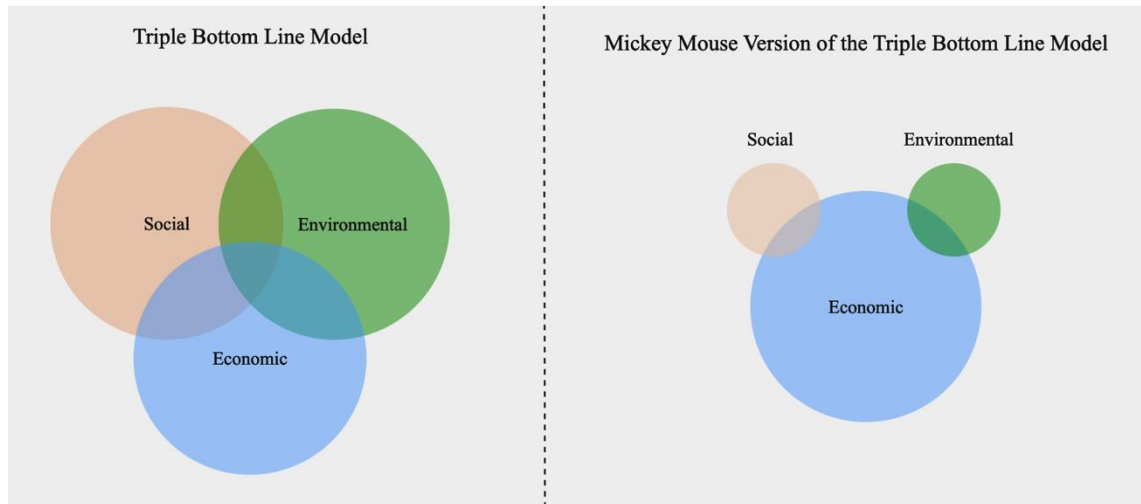 Triple Bottom Line Model
Social
Environmental
Economic
Mickey Mouse Version of the Triple Bottom Line Model
Social
Environmental
Economic